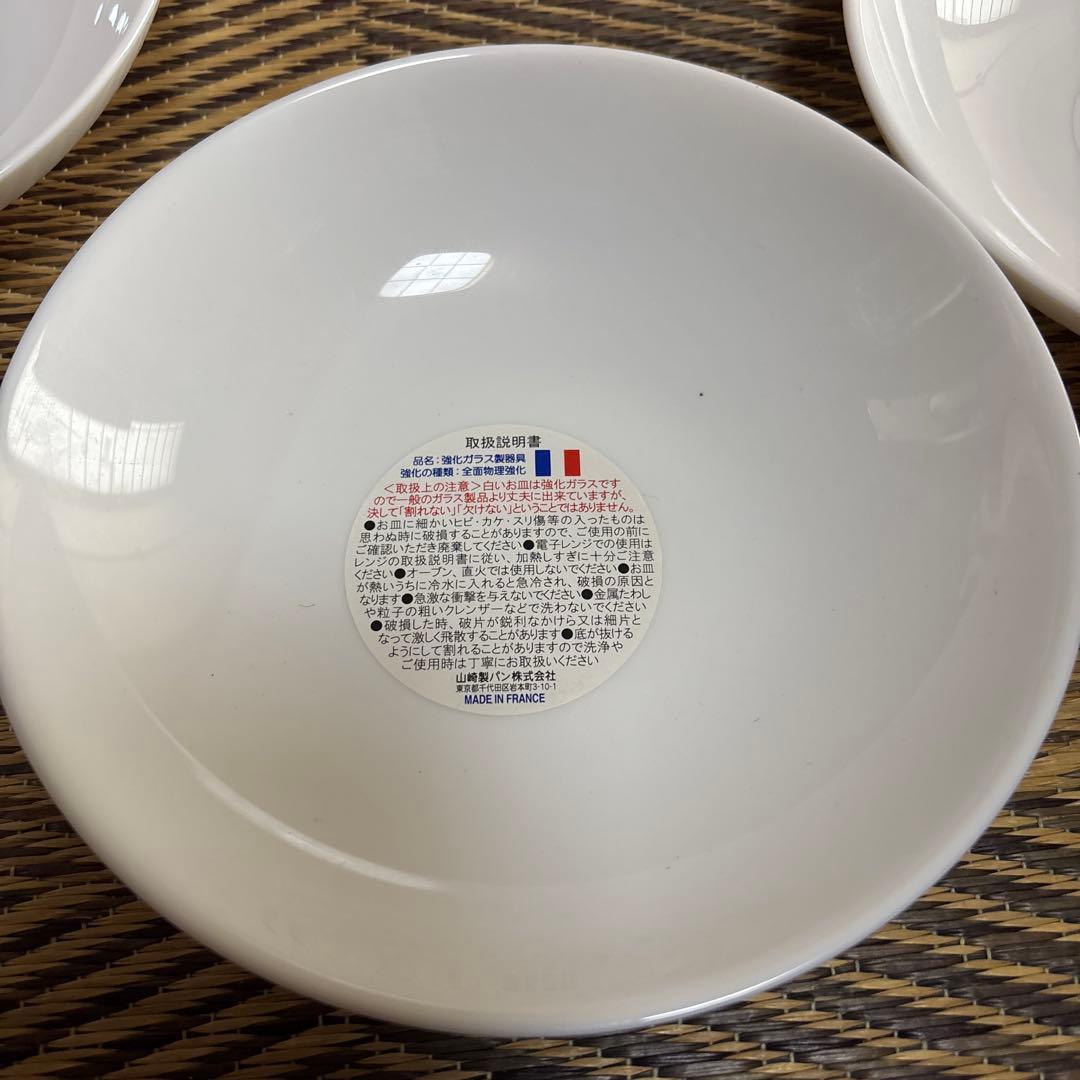 取扱説明書
品名：強化ガラス製器具
強化の種類：全面物理強化
＜取扱上の注意＞白いお皿は強化ガラスです
ので一般のガラス製品より丈夫に出来ていますが、
決して「割れない」「欠けない」ということではありません。
●お皿に細かいヒビ・カケ・スリ傷等の入ったものは
思わぬ時に破損することがありますので、ご使用の前に
ご確認いただき廃棄してください●電子レンジでの使用は
レンジの取扱説明書に従い、加熱しすぎに十分ご注意
ください●オーブン、直火では使用しないでください●お皿
が熱いうちに冷水に入れると急冷され、破損の原因と
なります●急激な衝撃を与えないでください●金属たわし
や粒子の粗いクレンザーなどで洗わないでください
●破損した時、破片が鋭利なかけら又は細片と
なって激しく飛散することがあります●底が抜ける
ようにして割れることがありますので洗浄や
ご使用時は丁寧にお取扱いください
山崎製パン株式会社
東京都千代田区岩本町3-10-1
MADE IN FRANCE